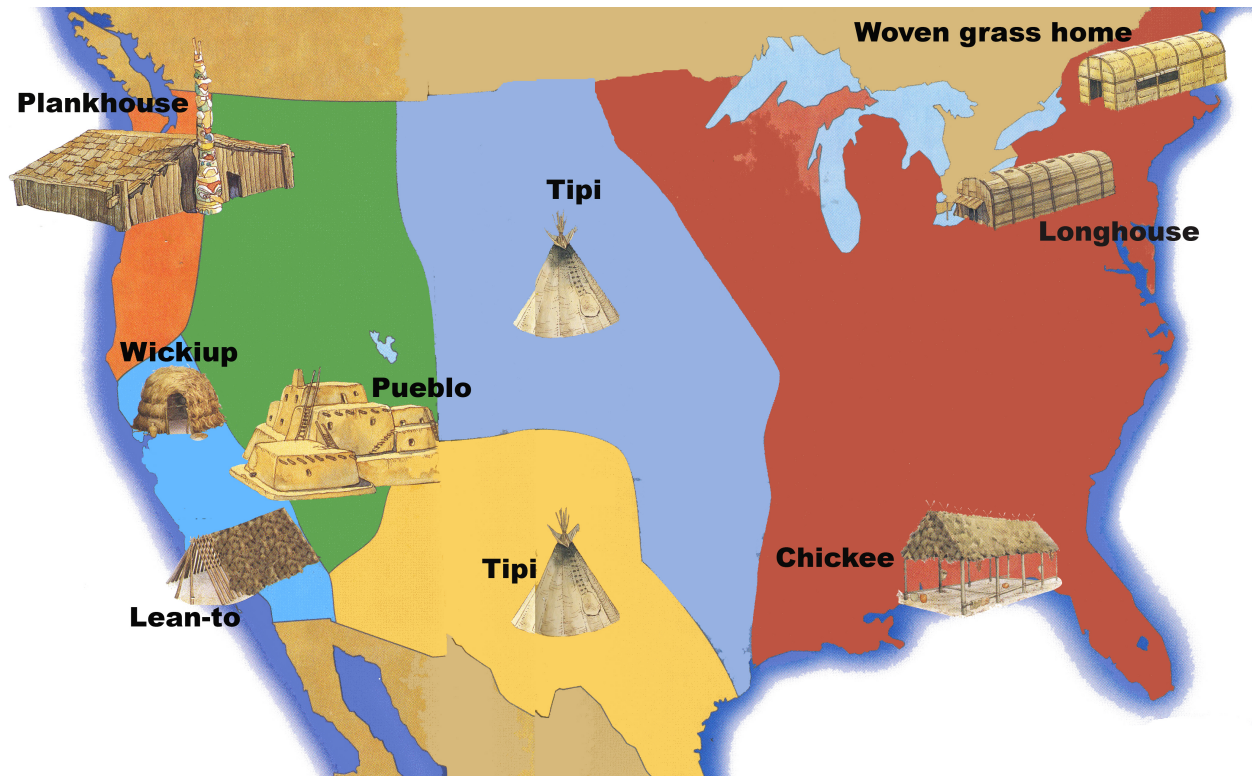 Woven grass home
Plankhouse
Tipi
Longhouse
Wickiup
Pueblo
Chickee
Tipi
Lean-to